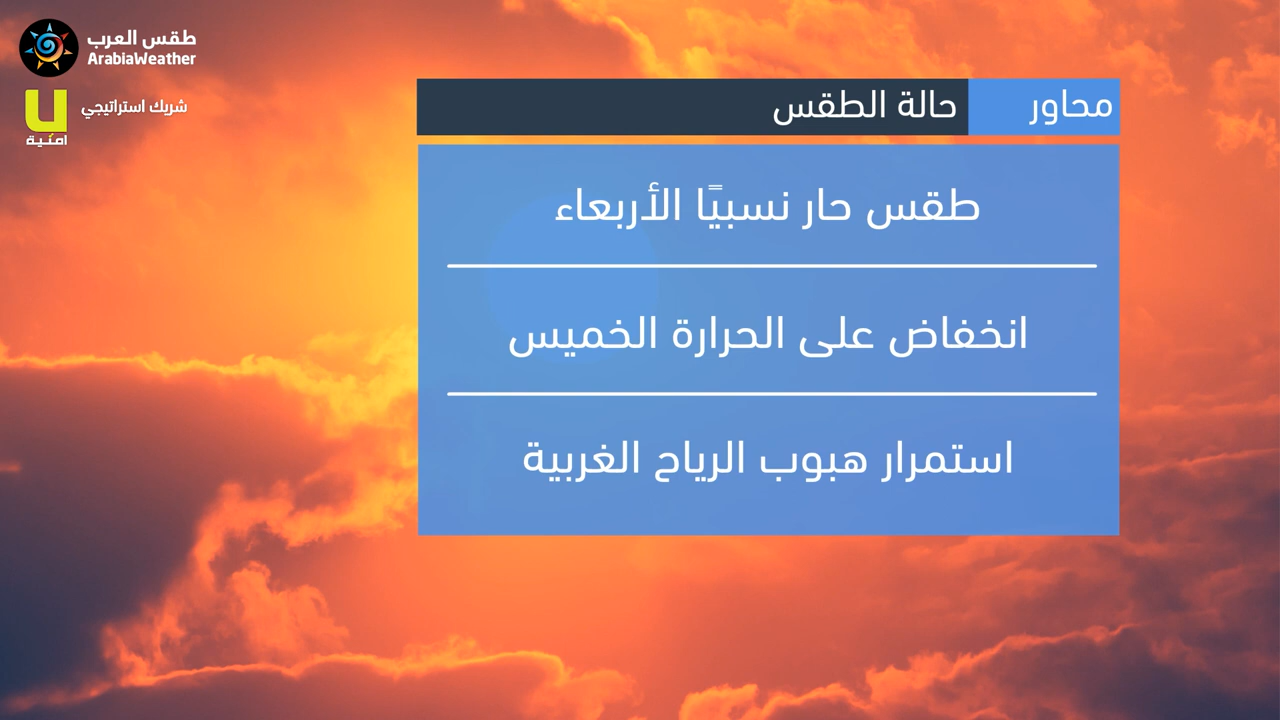 طقس العرب
ArabiaWeather
شريك استراتيجي
امنية
محاور
حالة الطقس
طقس حار نسبيًا الأربعاء
انخفاض على الحرارة الخميس
استمرار هبوب الرياح الغربية